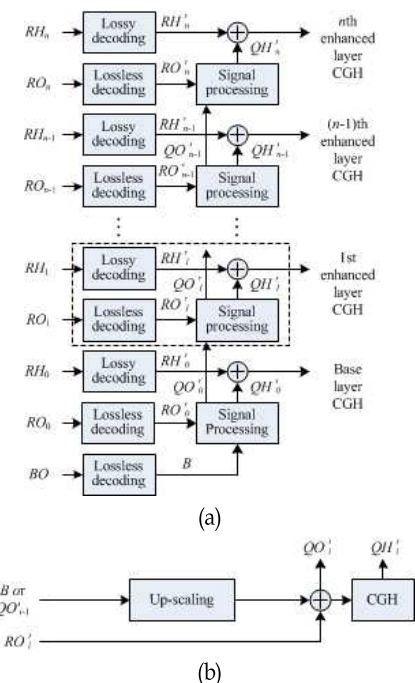 RHₙ Lossy decoding RH'ₙ nth enhanced layer CGH
QH'ₙ
ROₙ Lossless decoding RO'ₙ Signal processing
RHₙ₋₁ Lossy decoding RH'ₙ₋₁ (n-1)th enhanced layer CGH
QO'ₙ₋₁ QH'ₙ₋₁
ROₙ₋₁ Lossless decoding RO'ₙ₋₁ Signal processing
RH₁ Lossy decoding RH'₁ 1st enhanced layer CGH
QO'₁ QH'₁
RO₁ Lossless decoding RO'₁ Signal processing
RH₀ Lossy decoding RH'₀ Base layer CGH
QO'₀ QH'₀
RO₀ Lossless decoding RO'₀ Signal Processing
BO Lossless decoding B
(a)
QO'ᵢ QH'ᵢ
B or QO'ᵢ₋₁ Up-scaling CGH
RO'ᵢ
(b)